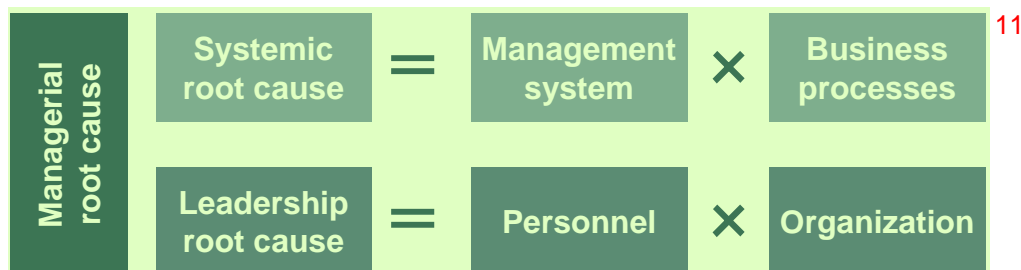 Managerial
root cause
Systemic
root cause
=
Management
system
×
Business
processes
11
Leadership
root cause
=
Personnel
×
Organization